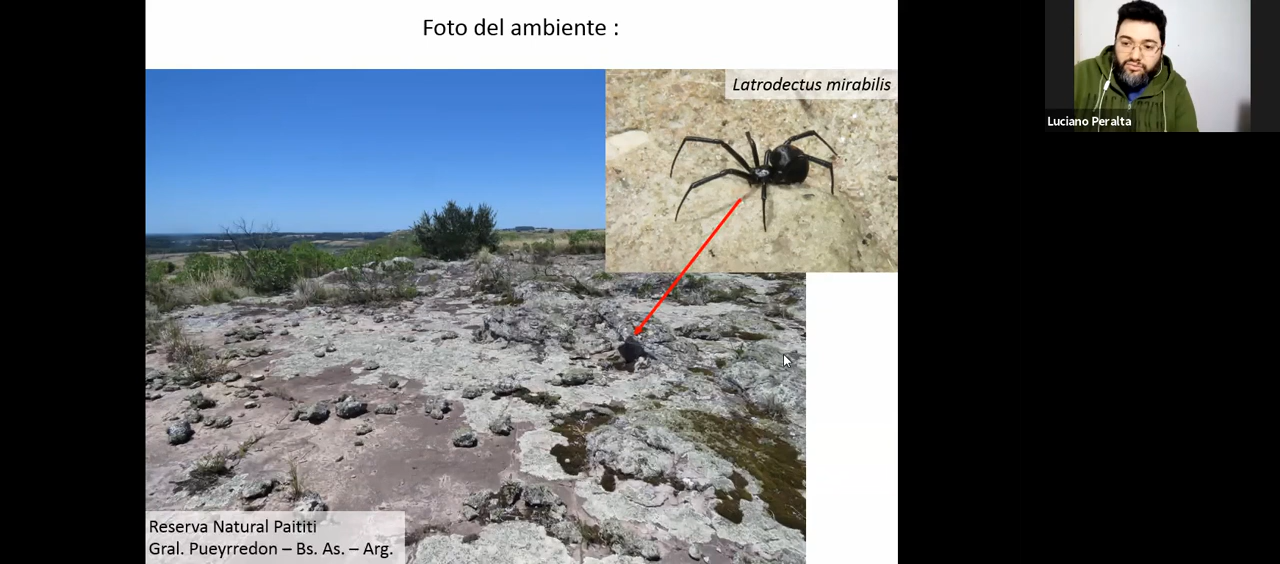 Foto del ambiente :
Latrodectus mirabilis
Luciano Peralta
Reserva Natural Paititi
Gral. Pueyrredon – Bs. As. – Arg.